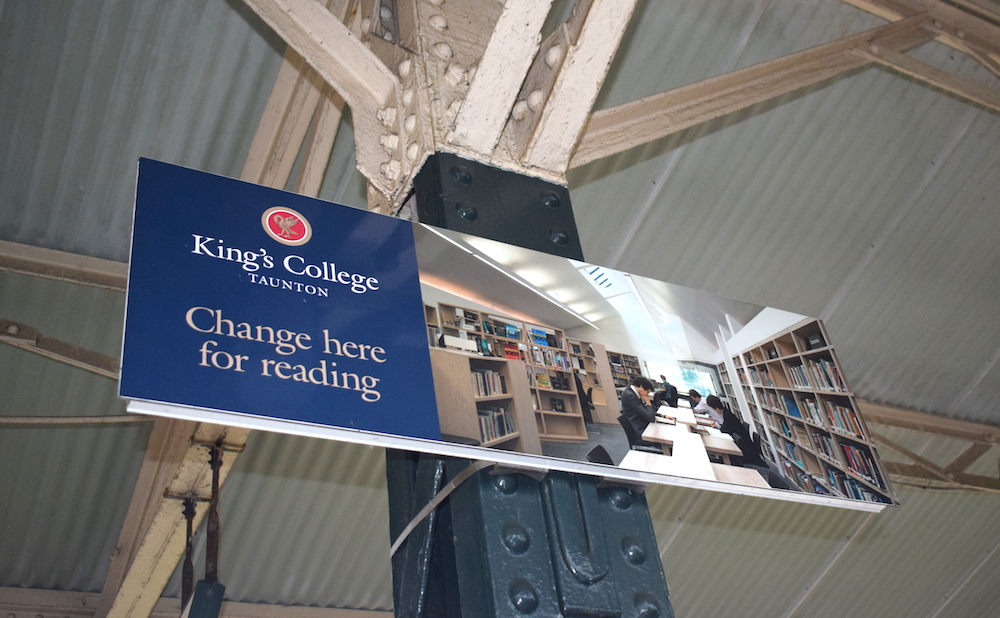 King's College
TAUNTON
Change here
for reading